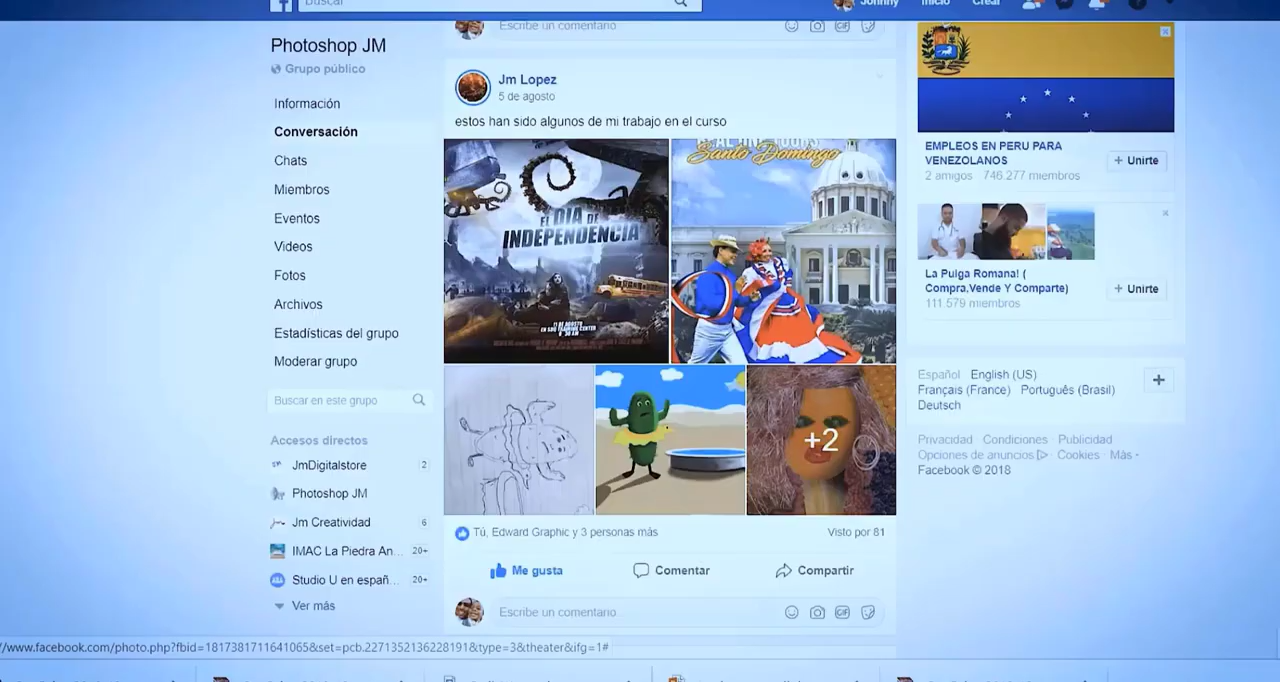 Buscar
Johnny
Inicio
Crear
Escribe un comentario
GIF
Photoshop JM
Grupo público
Información
Conversación
Chats
Miembros
Eventos
Videos
Fotos
Archivos
Estadísticas del grupo
Moderar grupo
Buscar en este grupo
Accesos directos
JmDigitalstore 2
Photoshop JM
Jm Creatividad 6
IMAC La Piedra An... 20+
Studio U en españ... 20+
Ver más
Jm Lopez
5 de agosto
estos han sido algunos de mi trabajo en el curso
EL DIA DE
INDEPENDENCIA
Santo Domingo
+2
Tú, Edward Graphic y 3 personas más
Visto por 81
Me gusta
Comentar
Compartir
Escribe un comentario
GIF
EMPLEOS EN PERU PARA
VENEZOLANOS
2 amigos · 746.277 miembros
+ Unirte
La Pulga Romana! (
Compra,Vende Y Comparte)
111.579 miembros
+ Unirte
Español · English (US)
Français (France) · Português (Brasil)
Deutsch
Privacidad · Condiciones · Publicidad
Opciones de anuncios · Cookies · Más
Facebook © 2018
/www.facebook.com/photo.php?fbid=1817381711641065&set=pcb.2271352136228191&type=3&theater&ifg=1#